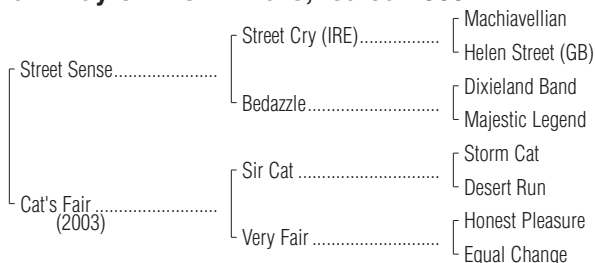 Machiavellian
Street Cry (IRE)
Helen Street (GB)
Street Sense
Dixieland Band
Bedazzle
Majestic Legend
Storm Cat
Sir Cat
Desert Run
Cat's Fair
(2003)
Honest Pleasure
Very Fair
Equal Change